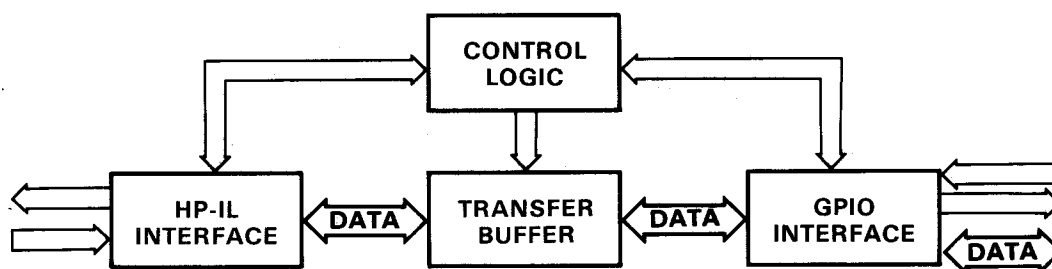 CONTROL
LOGIC
HP-IL
INTERFACE
DATA
TRANSFER
BUFFER
DATA
GPIO
INTERFACE
DATA